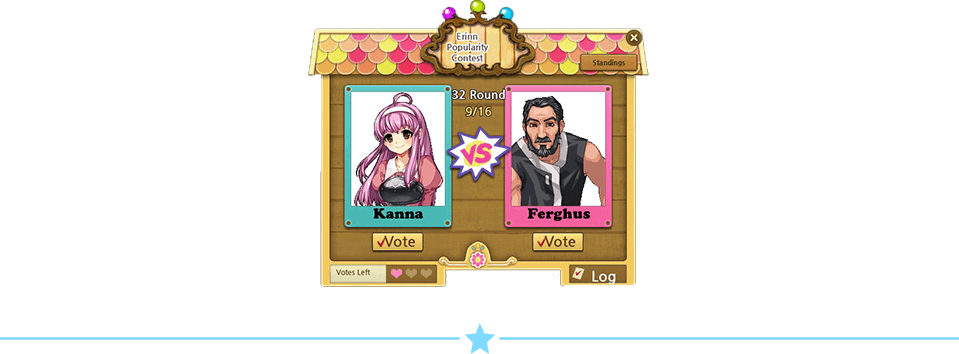 Erinn
Popularity
Contest
Standings
32 Round
9/16
VS
Kanna
Ferghus
Vote
Vote
Votes Left
Log